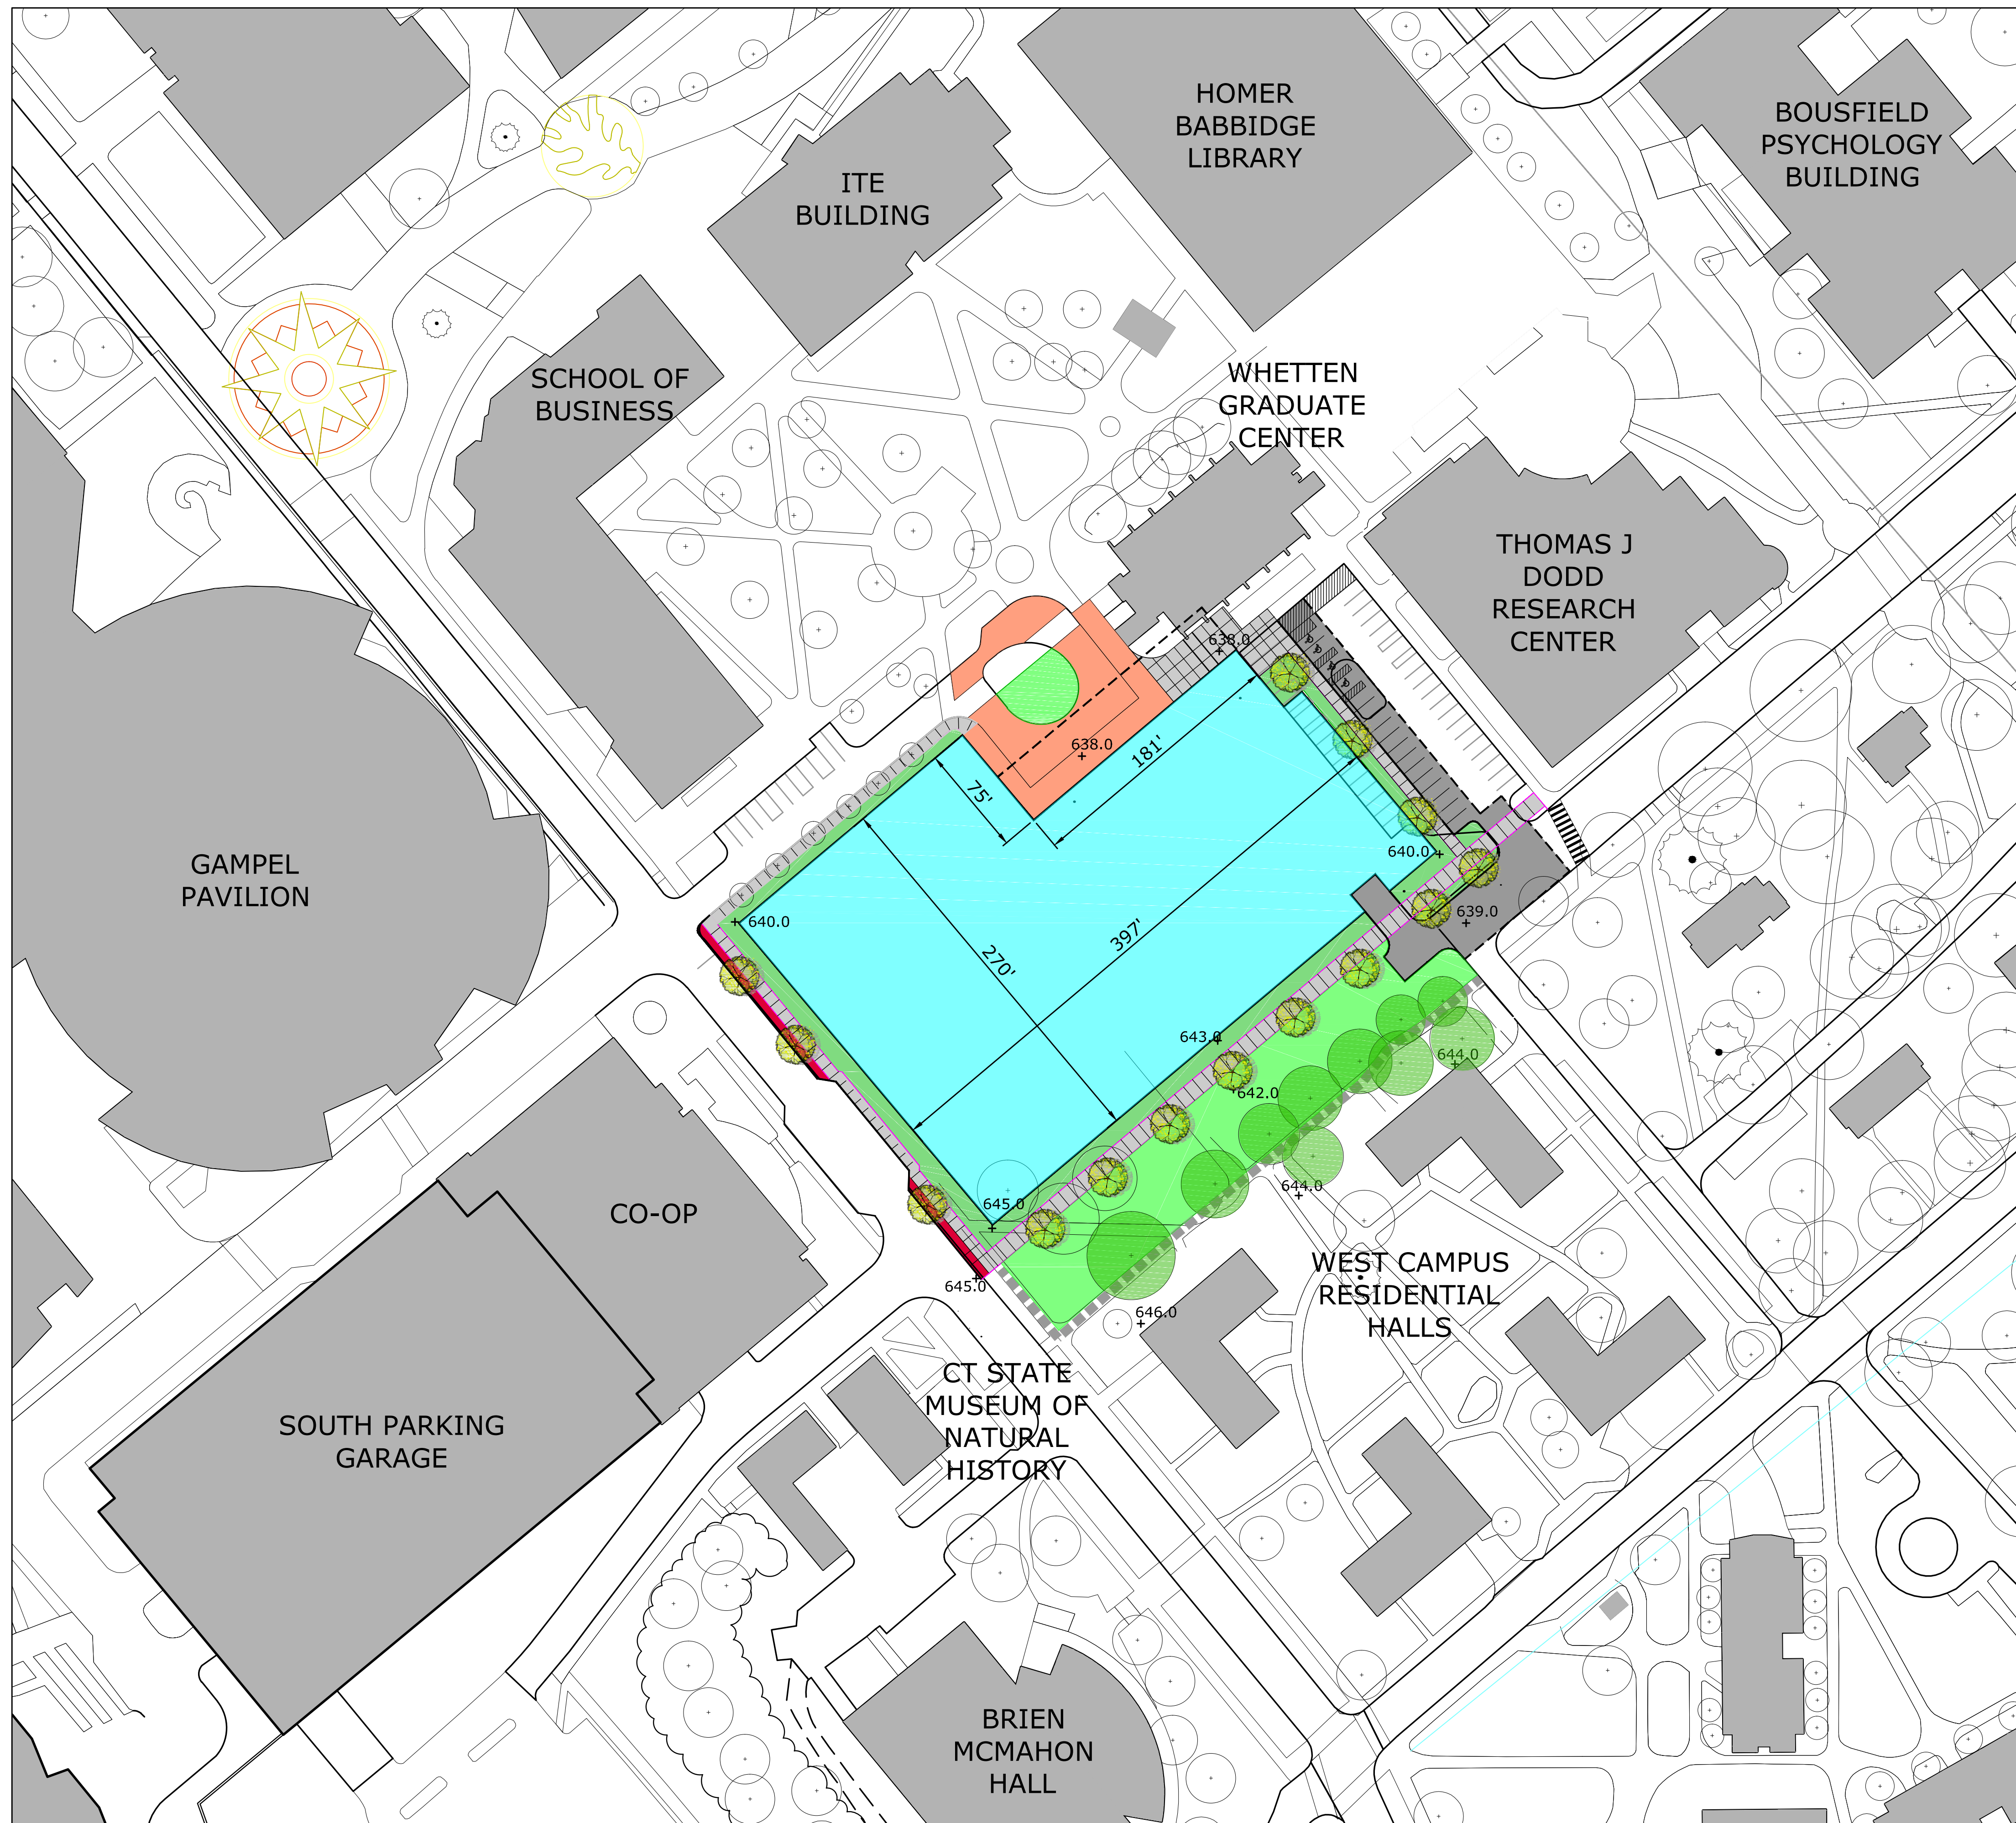 HOMER
BABBIDGE
LIBRARY
BOUSFIELD
PSYCHOLOGY
BUILDING
ITE
BUILDING
SCHOOL OF
BUSINESS
WHETTEN
GRADUATE
CENTER
THOMAS J
DODD
RESEARCH
CENTER
638.0
638.0
181'
75'
GAMPEL
PAVILION
640.0
640.0
639.0
397'
270'
643.0
644.0
642.0
644.0
645.0
645.0
646.0
CO-OP
WEST CAMPUS
RESIDENTIAL
HALLS
CT STATE
MUSEUM OF
NATURAL
HISTORY
SOUTH PARKING
GARAGE
BRIEN
MCMAHON
HALL